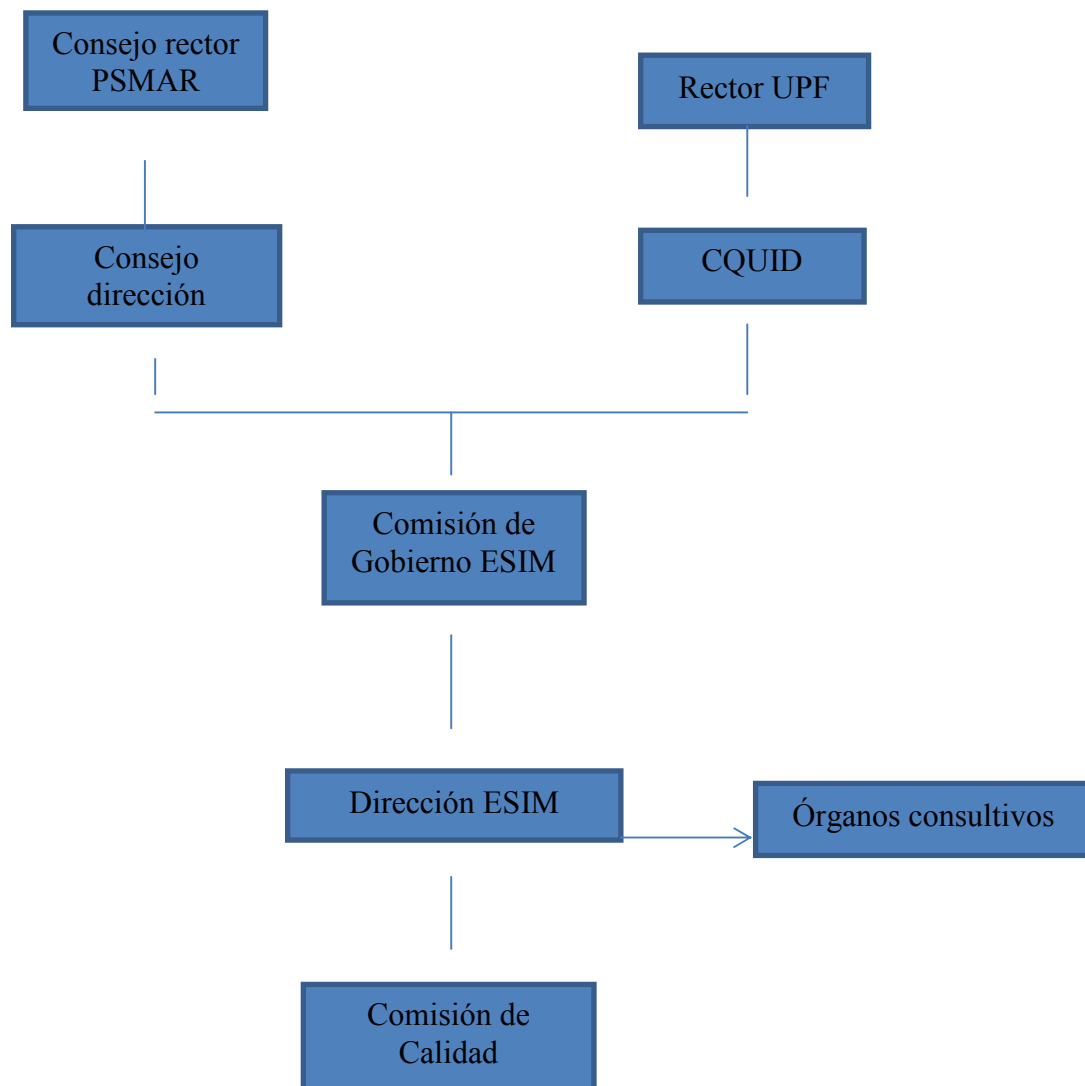 Consejo rector
PSMAR
Rector UPF
Consejo
dirección
CQUID
Comisión de
Gobierno ESIM
Dirección ESIM
Órganos consultivos
Comisión de
Calidad